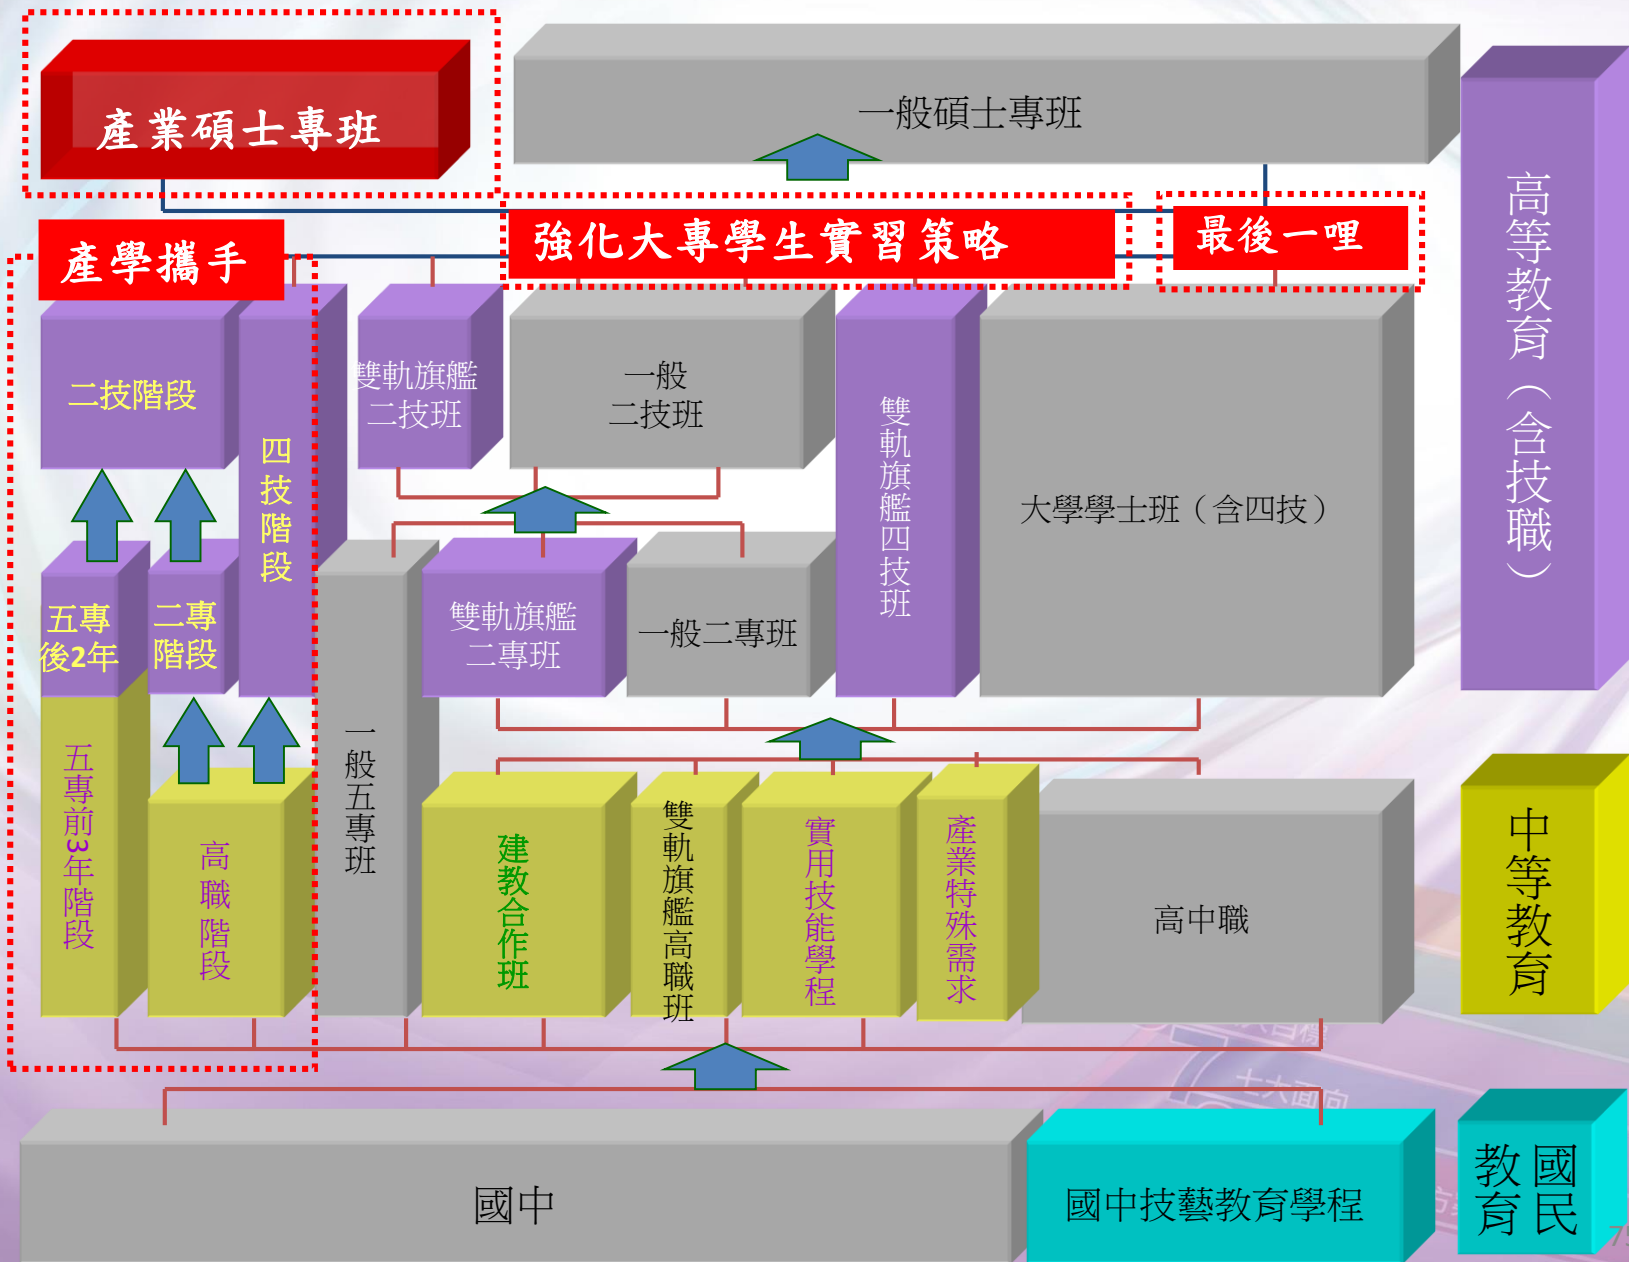 產業碩士專班
一般碩士專班
高等教育（含技職）
產學攜手
強化大專學生實習策略
最後一哩
二技階段
四技階段
雙軌旗艦
二技班
一般
二技班
雙軌旗艦四技班
大學學士班（含四技）
五專
後2年
二專
階段
雙軌旗艦
二專班
一般二專班
五專前3年階段
高職階段
一般五專班
建教合作班
雙軌旗艦高職班
實用技能學程
產業特殊需求
高中職
中等教育
國中
國中技藝教育學程
國民
教育